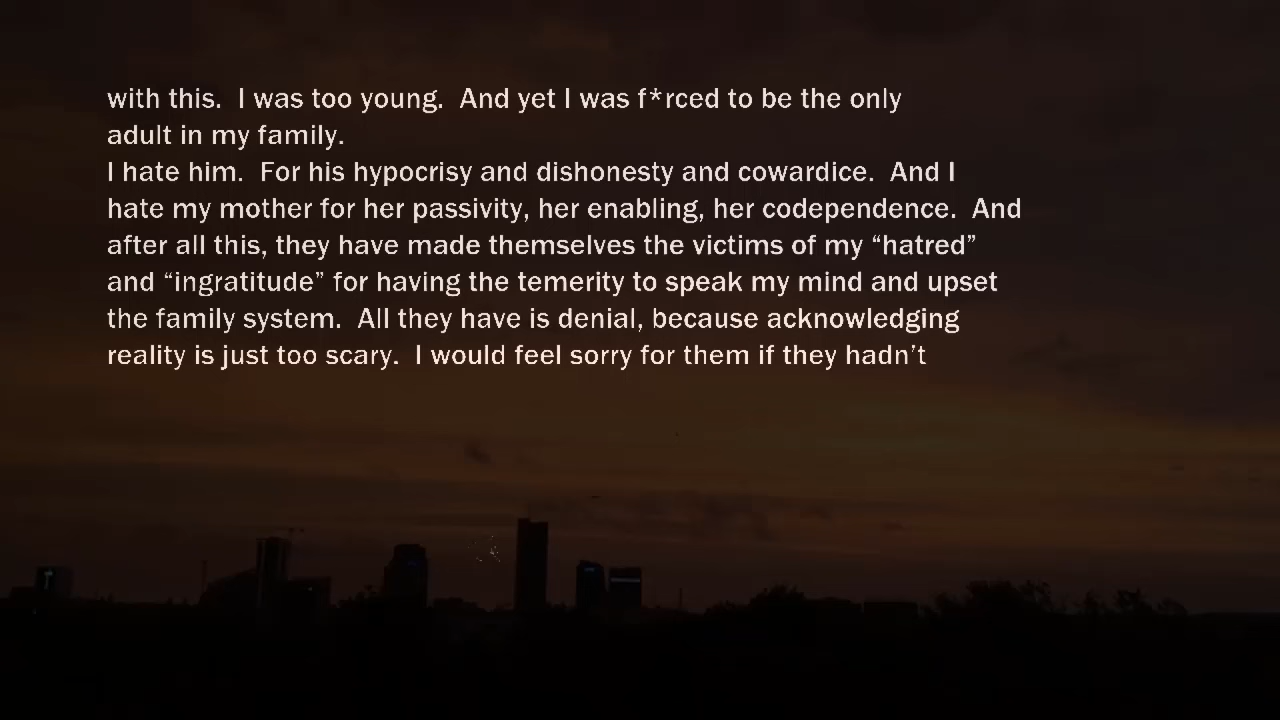 with this.  I was too young.  And yet I was f*rced to be the only
adult in my family.
I hate him.  For his hypocrisy and dishonesty and cowardice.  And I
hate my mother for her passivity, her enabling, her codependence.  And
after all this, they have made themselves the victims of my “hatred”
and “ingratitude” for having the temerity to speak my mind and upset
the family system.  All they have is denial, because acknowledging
reality is just too scary.  I would feel sorry for them if they hadn’t